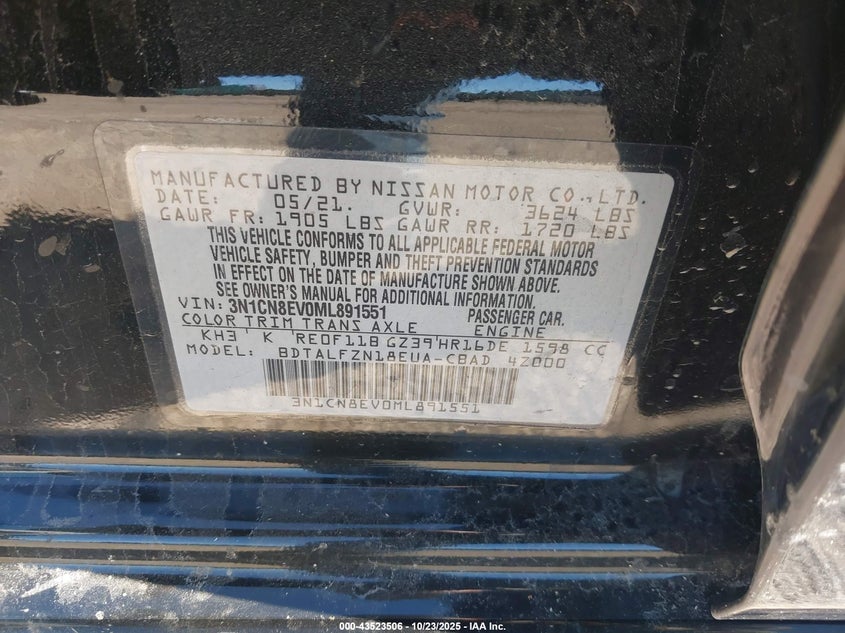 MANUFACTURED BY NISSAN MOTOR CO.,LTD.
DATE: 05/21. GVWR: 3624 LBS
GAWR FR: 1905 LBS GAWR RR: 1720 LBS
THIS VEHICLE CONFORMS TO ALL APPLICABLE FEDERAL MOTOR
VEHICLE SAFETY, BUMPER AND THEFT PREVENTION STANDARDS
IN EFFECT ON THE DATE OF MANUFACTURE SHOWN ABOVE.
SEE OWNER'S MANUAL FOR ADDITIONAL INFORMATION.
VIN: 3N1CN8EV0ML891551 PASSENGER CAR.
COLOR TRIM TRANS AXLE ENGINE
KH3 K RE0F11B GZ39 HR16DE 1598 CC
MODEL: BDTALFZN18EUA-CBAD 4Z000
3N1CN8EV0ML891551
000-43523506 - 10/23/2025 - IAA Inc.